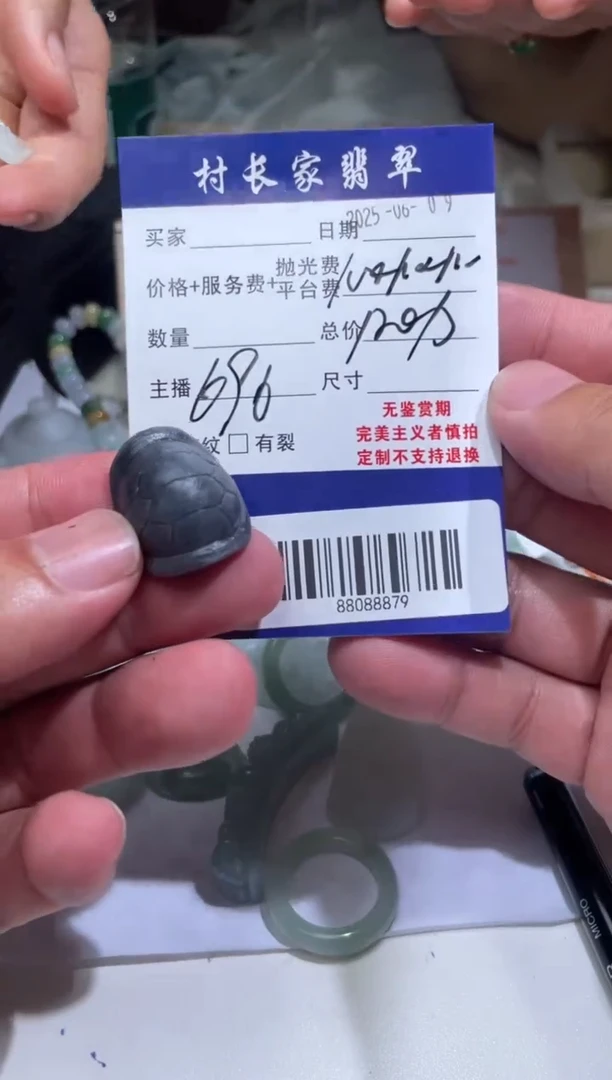 村长家翡翠
买家 日期 2025-06-09
抛光费
价格+服务费+平台费
数量 总价
主播 696 尺寸
无鉴赏期
纹 □ 有裂 完美主义者慎拍
定制不支持退换
88088879
MICRO